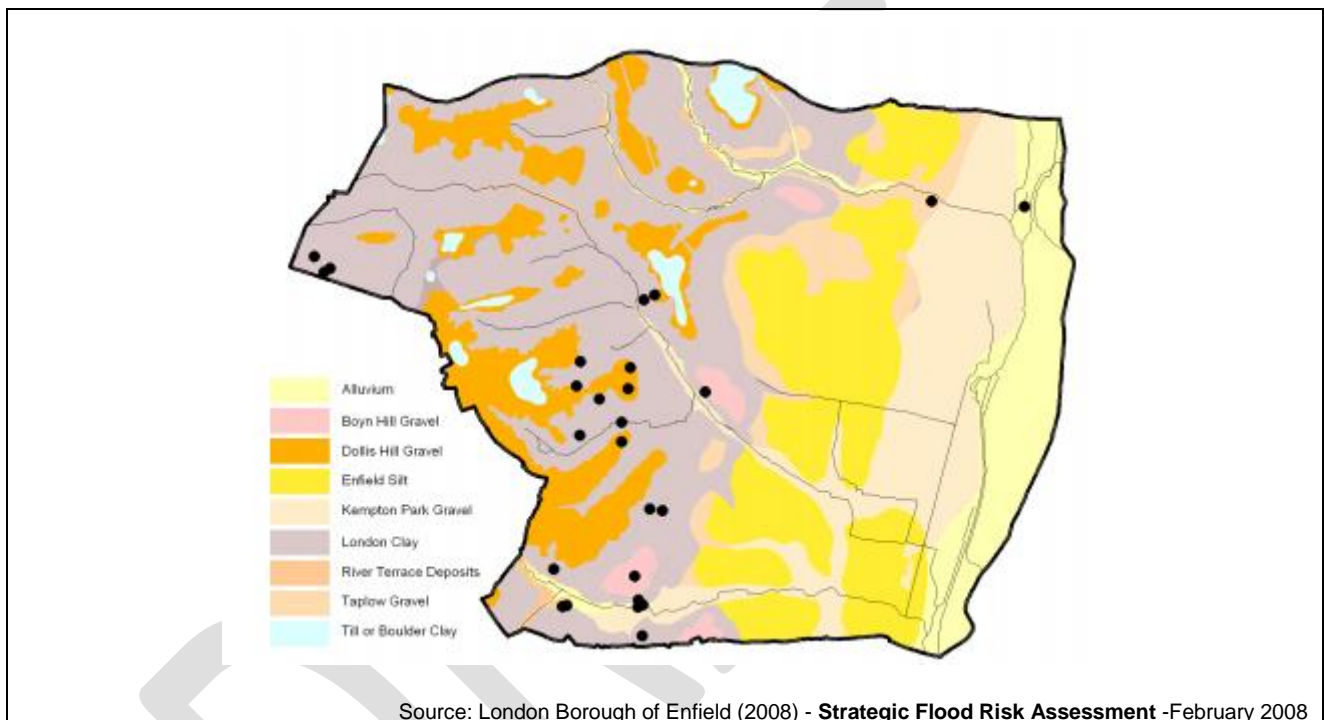 Alluvium
Boyn Hill Gravel
Dollis Hill Gravel
Enfield Silt
Kempton Park Gravel
London Clay
River Terrace Deposits
Taplow Gravel
Till or Boulder Clay
Source: London Borough of Enfield (2008) - Strategic Flood Risk Assessment -February 2008